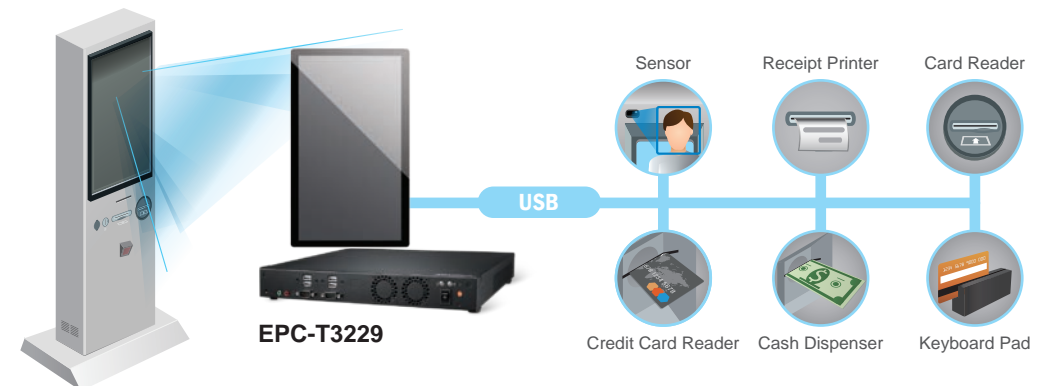 Sensor
Receipt Printer
Card Reader
USB
EPC-T3229
Credit Card Reader
Cash Dispenser
Keyboard Pad